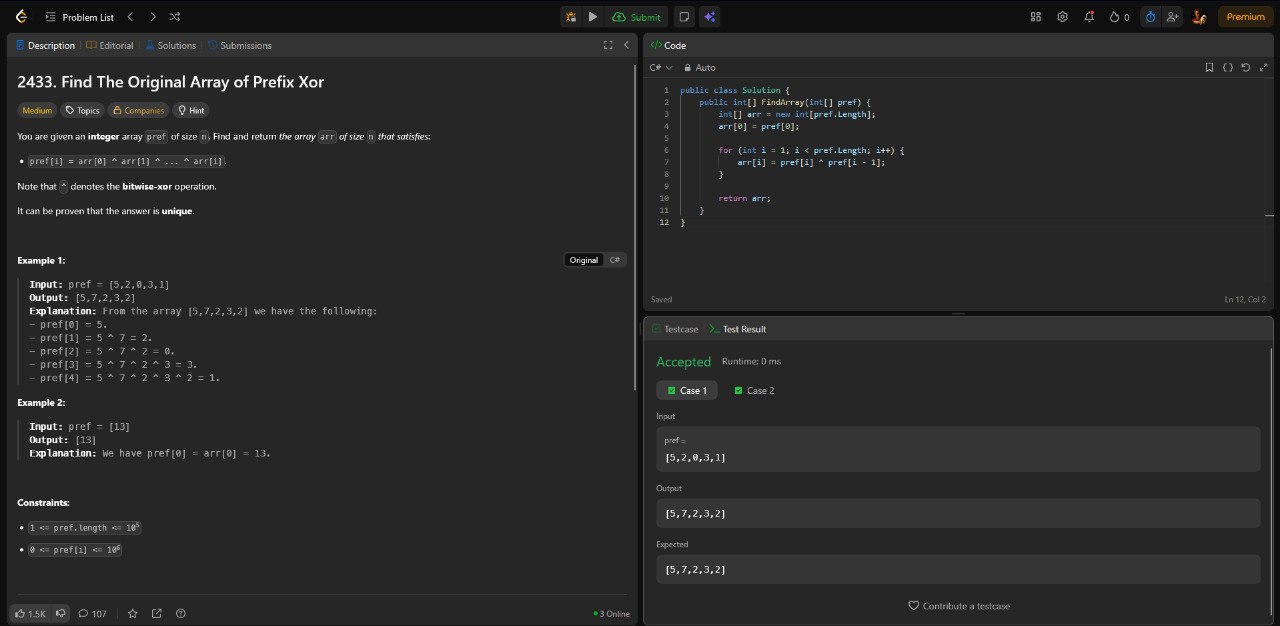 Problem List
Submit
0
Premium
Description
Editorial
Solutions
Submissions
2433. Find The Original Array of Prefix Xor
Medium
Topics
Companies
Hint
You are given an integer array pref of size n. Find and return the array arr of size n that satisfies:
• pref[i] = arr[0] ^ arr[1] ^ ... ^ arr[i].
Note that ^ denotes the bitwise-xor operation.
It can be proven that the answer is unique.
Example 1:
Original
C#
Input: pref = [5,2,0,3,1]
Output: [5,7,2,3,2]
Explanation: From the array [5,7,2,3,2] we have the following:
– pref[0] = 5.
– pref[1] = 5 ^ 7 = 2.
– pref[2] = 5 ^ 7 ^ 2 = 0.
– pref[3] = 5 ^ 7 ^ 2 ^ 3 = 3.
– pref[4] = 5 ^ 7 ^ 2 ^ 3 ^ 2 = 1.
Example 2:
Input: pref = [13]
Output: [13]
Explanation: We have pref[0] = arr[0] = 13.
Constraints:
• 1 <= pref.length <= 10⁵
• 0 <= pref[i] <= 10⁶
1.5K
107
3 Online
</> Code
C#
Auto
1 public class Solution {
2 public int[] FindArray(int[] pref) {
3 int[] arr = new int[pref.Length];
4 arr[0] = pref[0];
5
6 for (int i = 1; i < pref.Length; i++) {
7 arr[i] = pref[i] ^ pref[i - 1];
8 }
9
10 return arr;
11 }
12 }
Saved
Ln 12, Col 2
Testcase
Test Result
Accepted
Runtime: 0 ms
Case 1
Case 2
Input
pref =
[5,2,0,3,1]
Output
[5,7,2,3,2]
Expected
[5,7,2,3,2]
Contribute a testcase